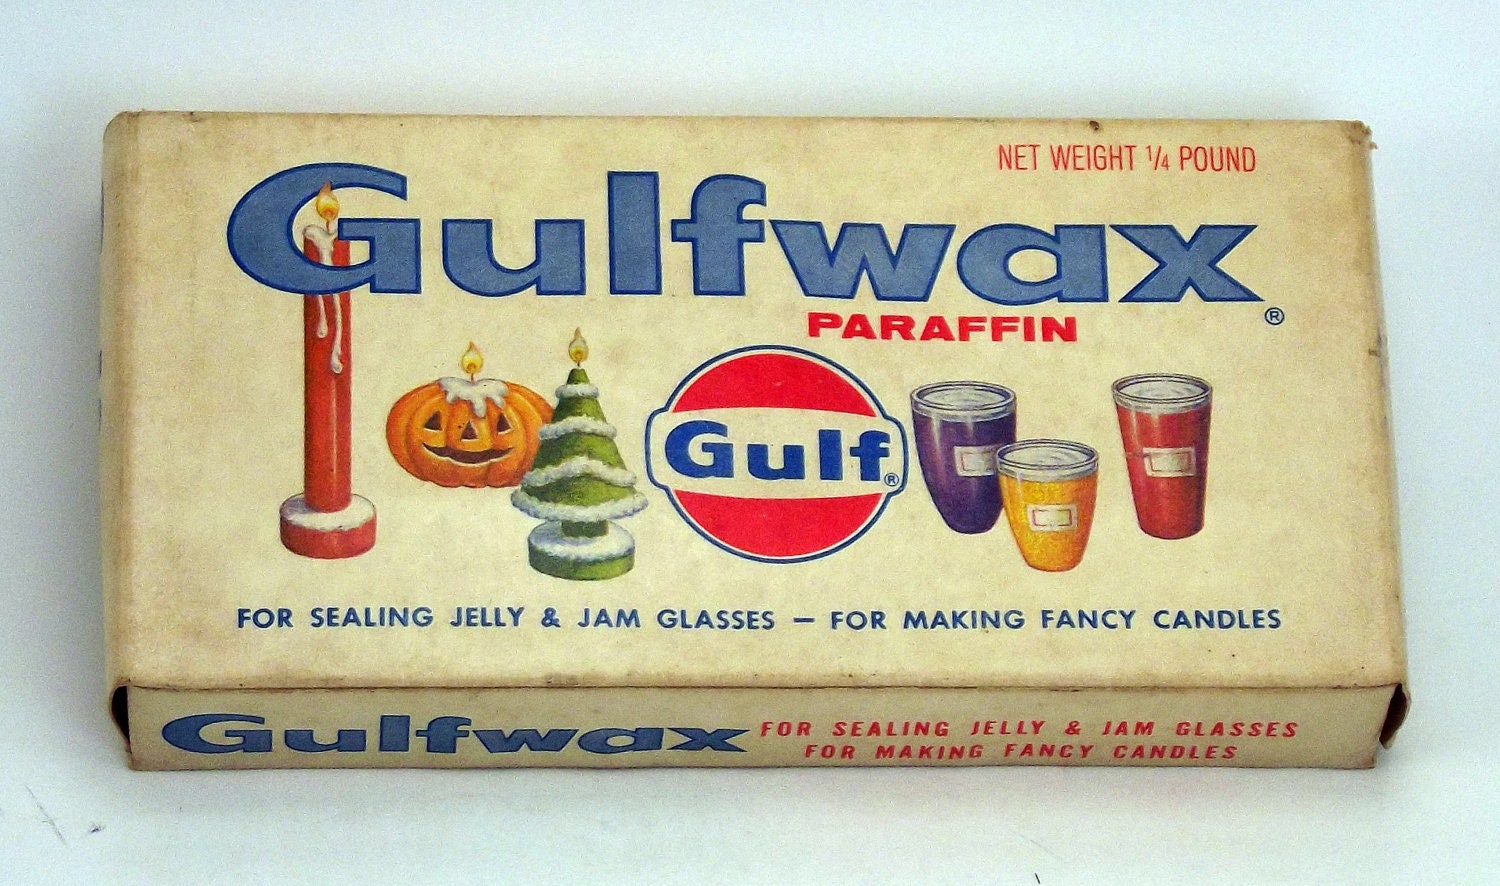 NET WEIGHT 1/4 POUND
Gulfwax®
PARAFFIN
Gulf®
FOR SEALING JELLY & JAM GLASSES — FOR MAKING FANCY CANDLES
Gulfwax FOR SEALING JELLY & JAM GLASSES
FOR MAKING FANCY CANDLES